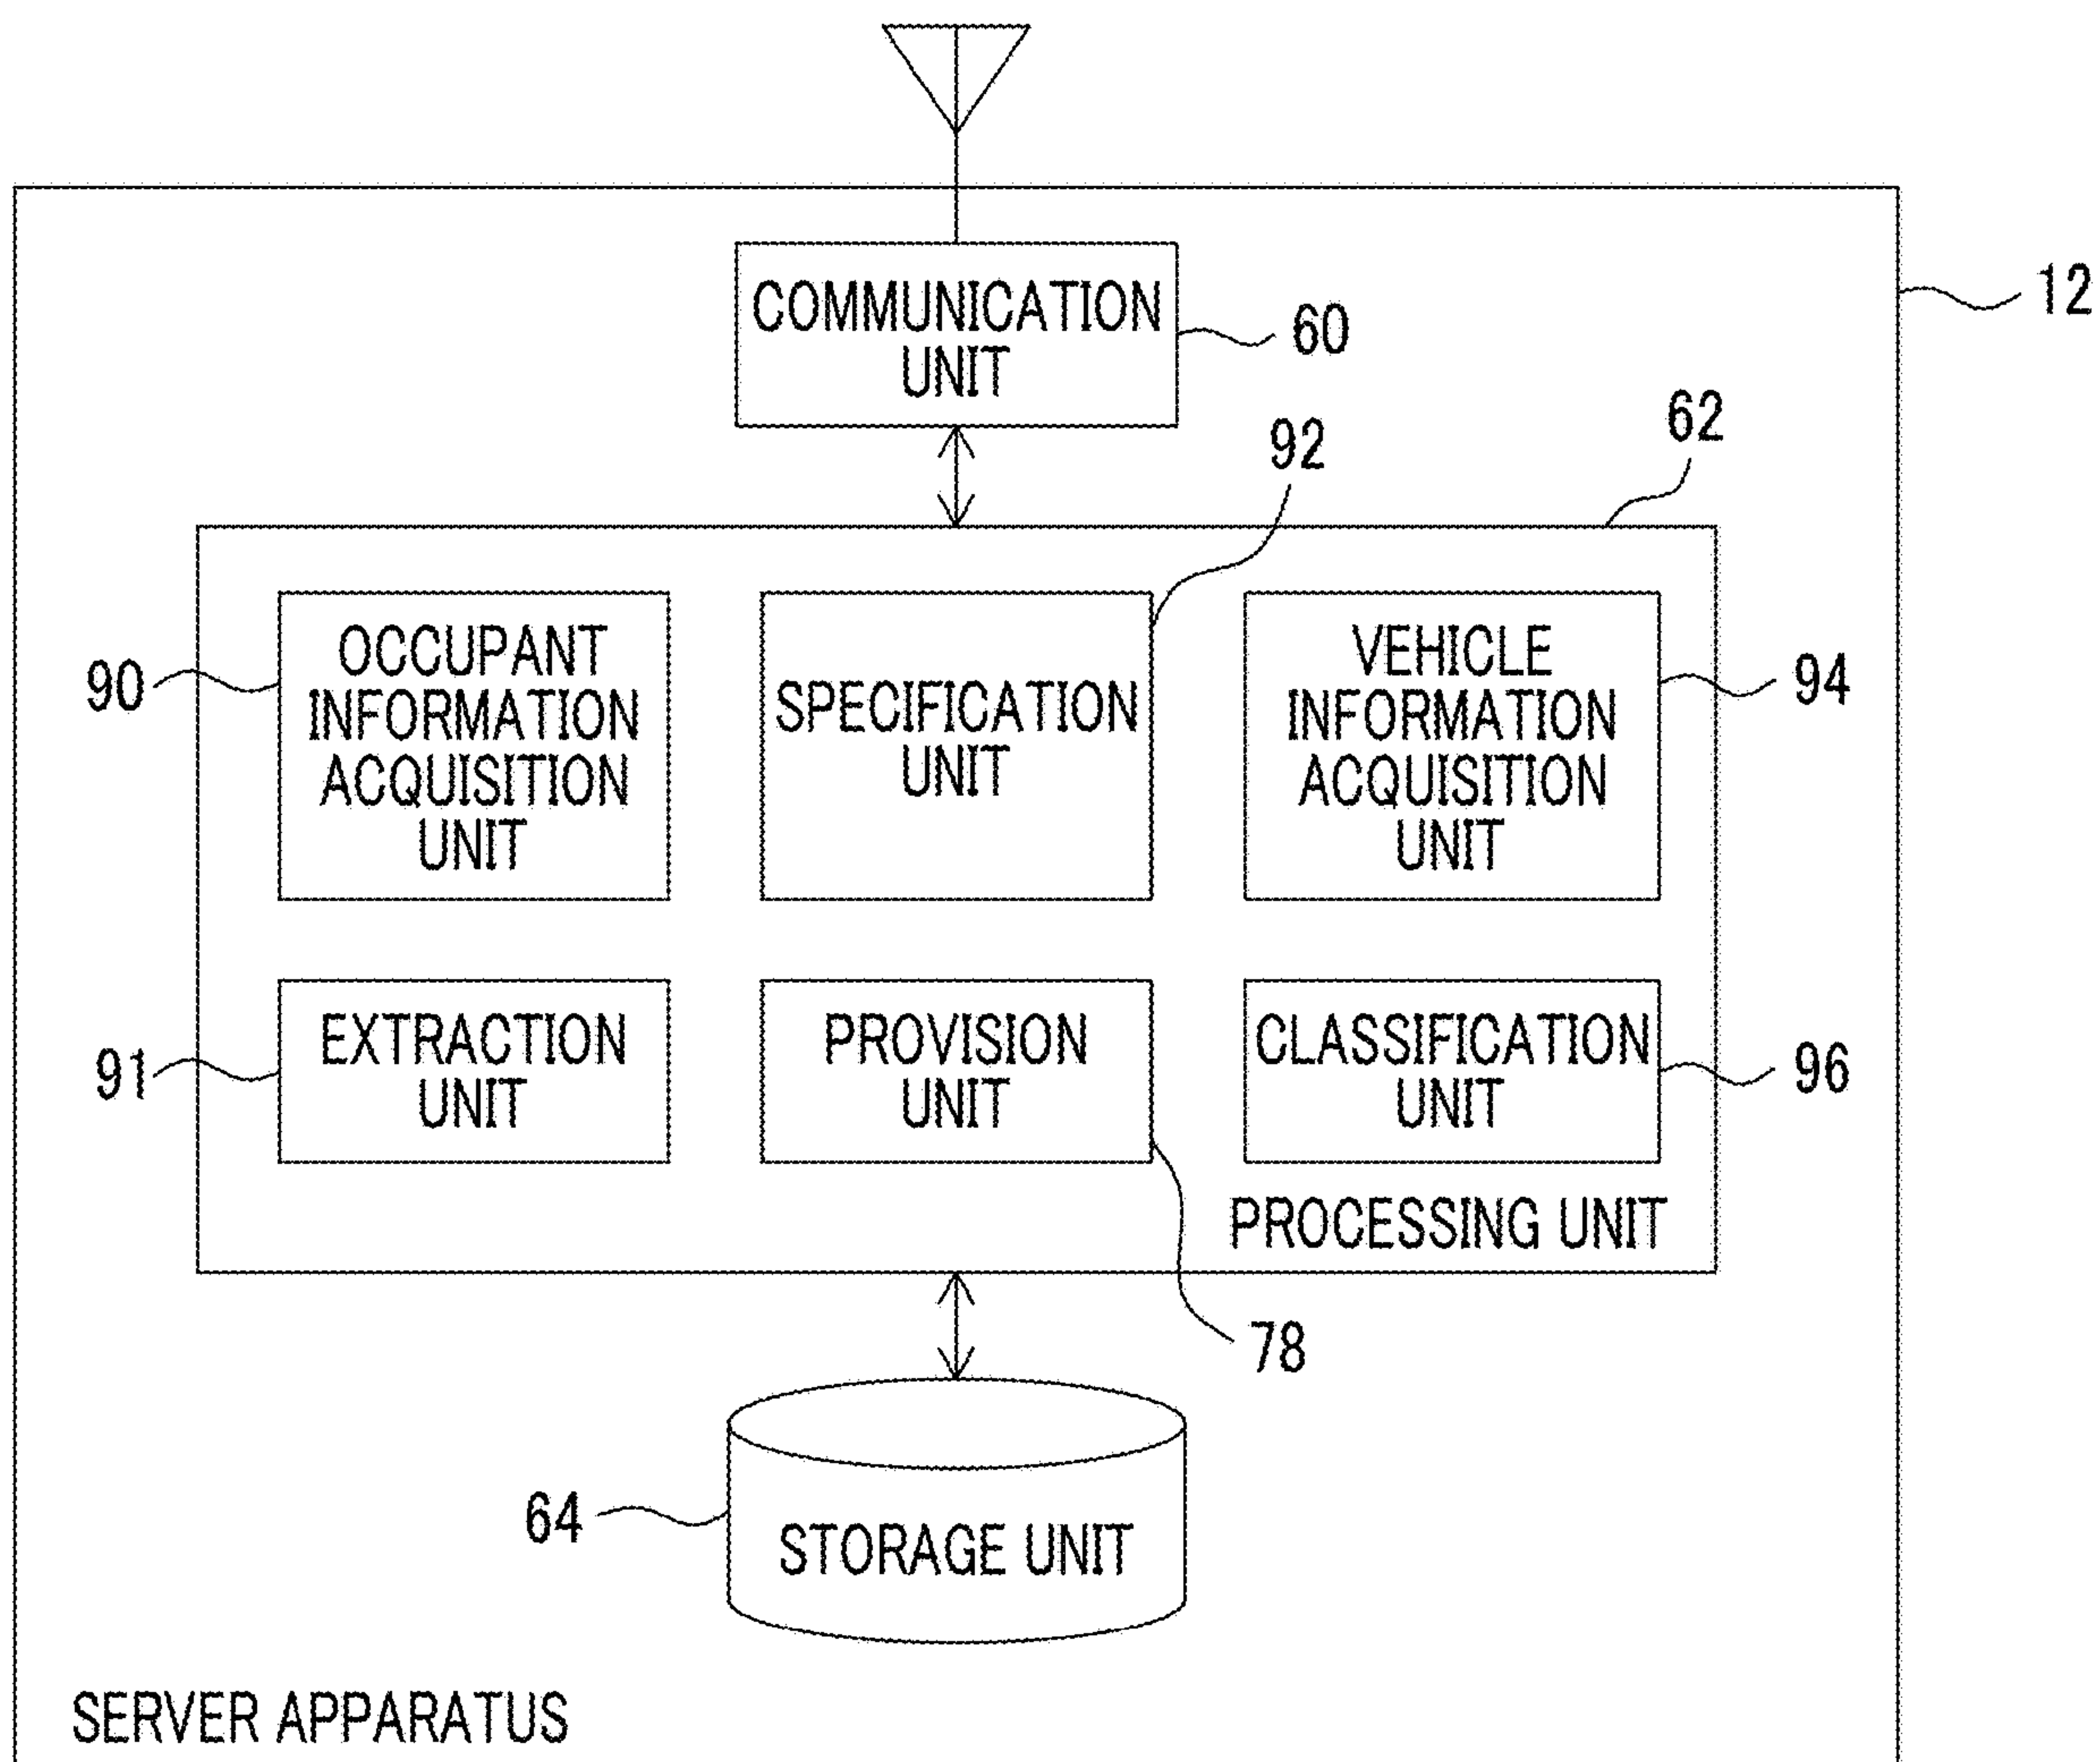 12
COMMUNICATION
UNIT
60
92
62
90
OCCUPANT
INFORMATION
ACQUISITION
UNIT
SPECIFICATION
UNIT
VEHICLE
INFORMATION
ACQUISITION
UNIT
94
91
EXTRACTION
UNIT
PROVISION
UNIT
CLASSIFICATION
UNIT
96
PROCESSING UNIT
78
64
STORAGE UNIT
SERVER APPARATUS